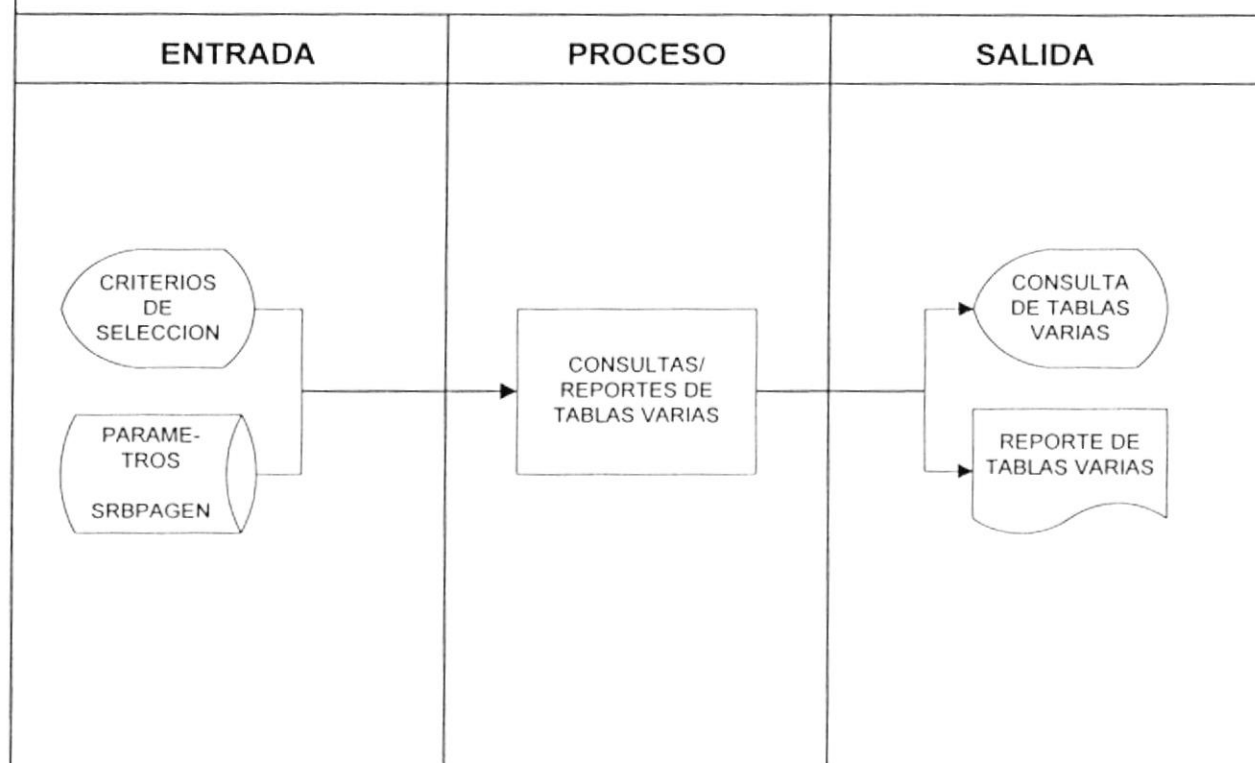 ENTRADA
PROCESO
SALIDA
CRITERIOS
DE
SELECCION
PARAME-
TROS
SRBPAGEN
CONSULTAS/
REPORTES DE
TABLAS VARIAS
CONSULTA
DE TABLAS
VARIAS
REPORTE DE
TABLAS VARIAS